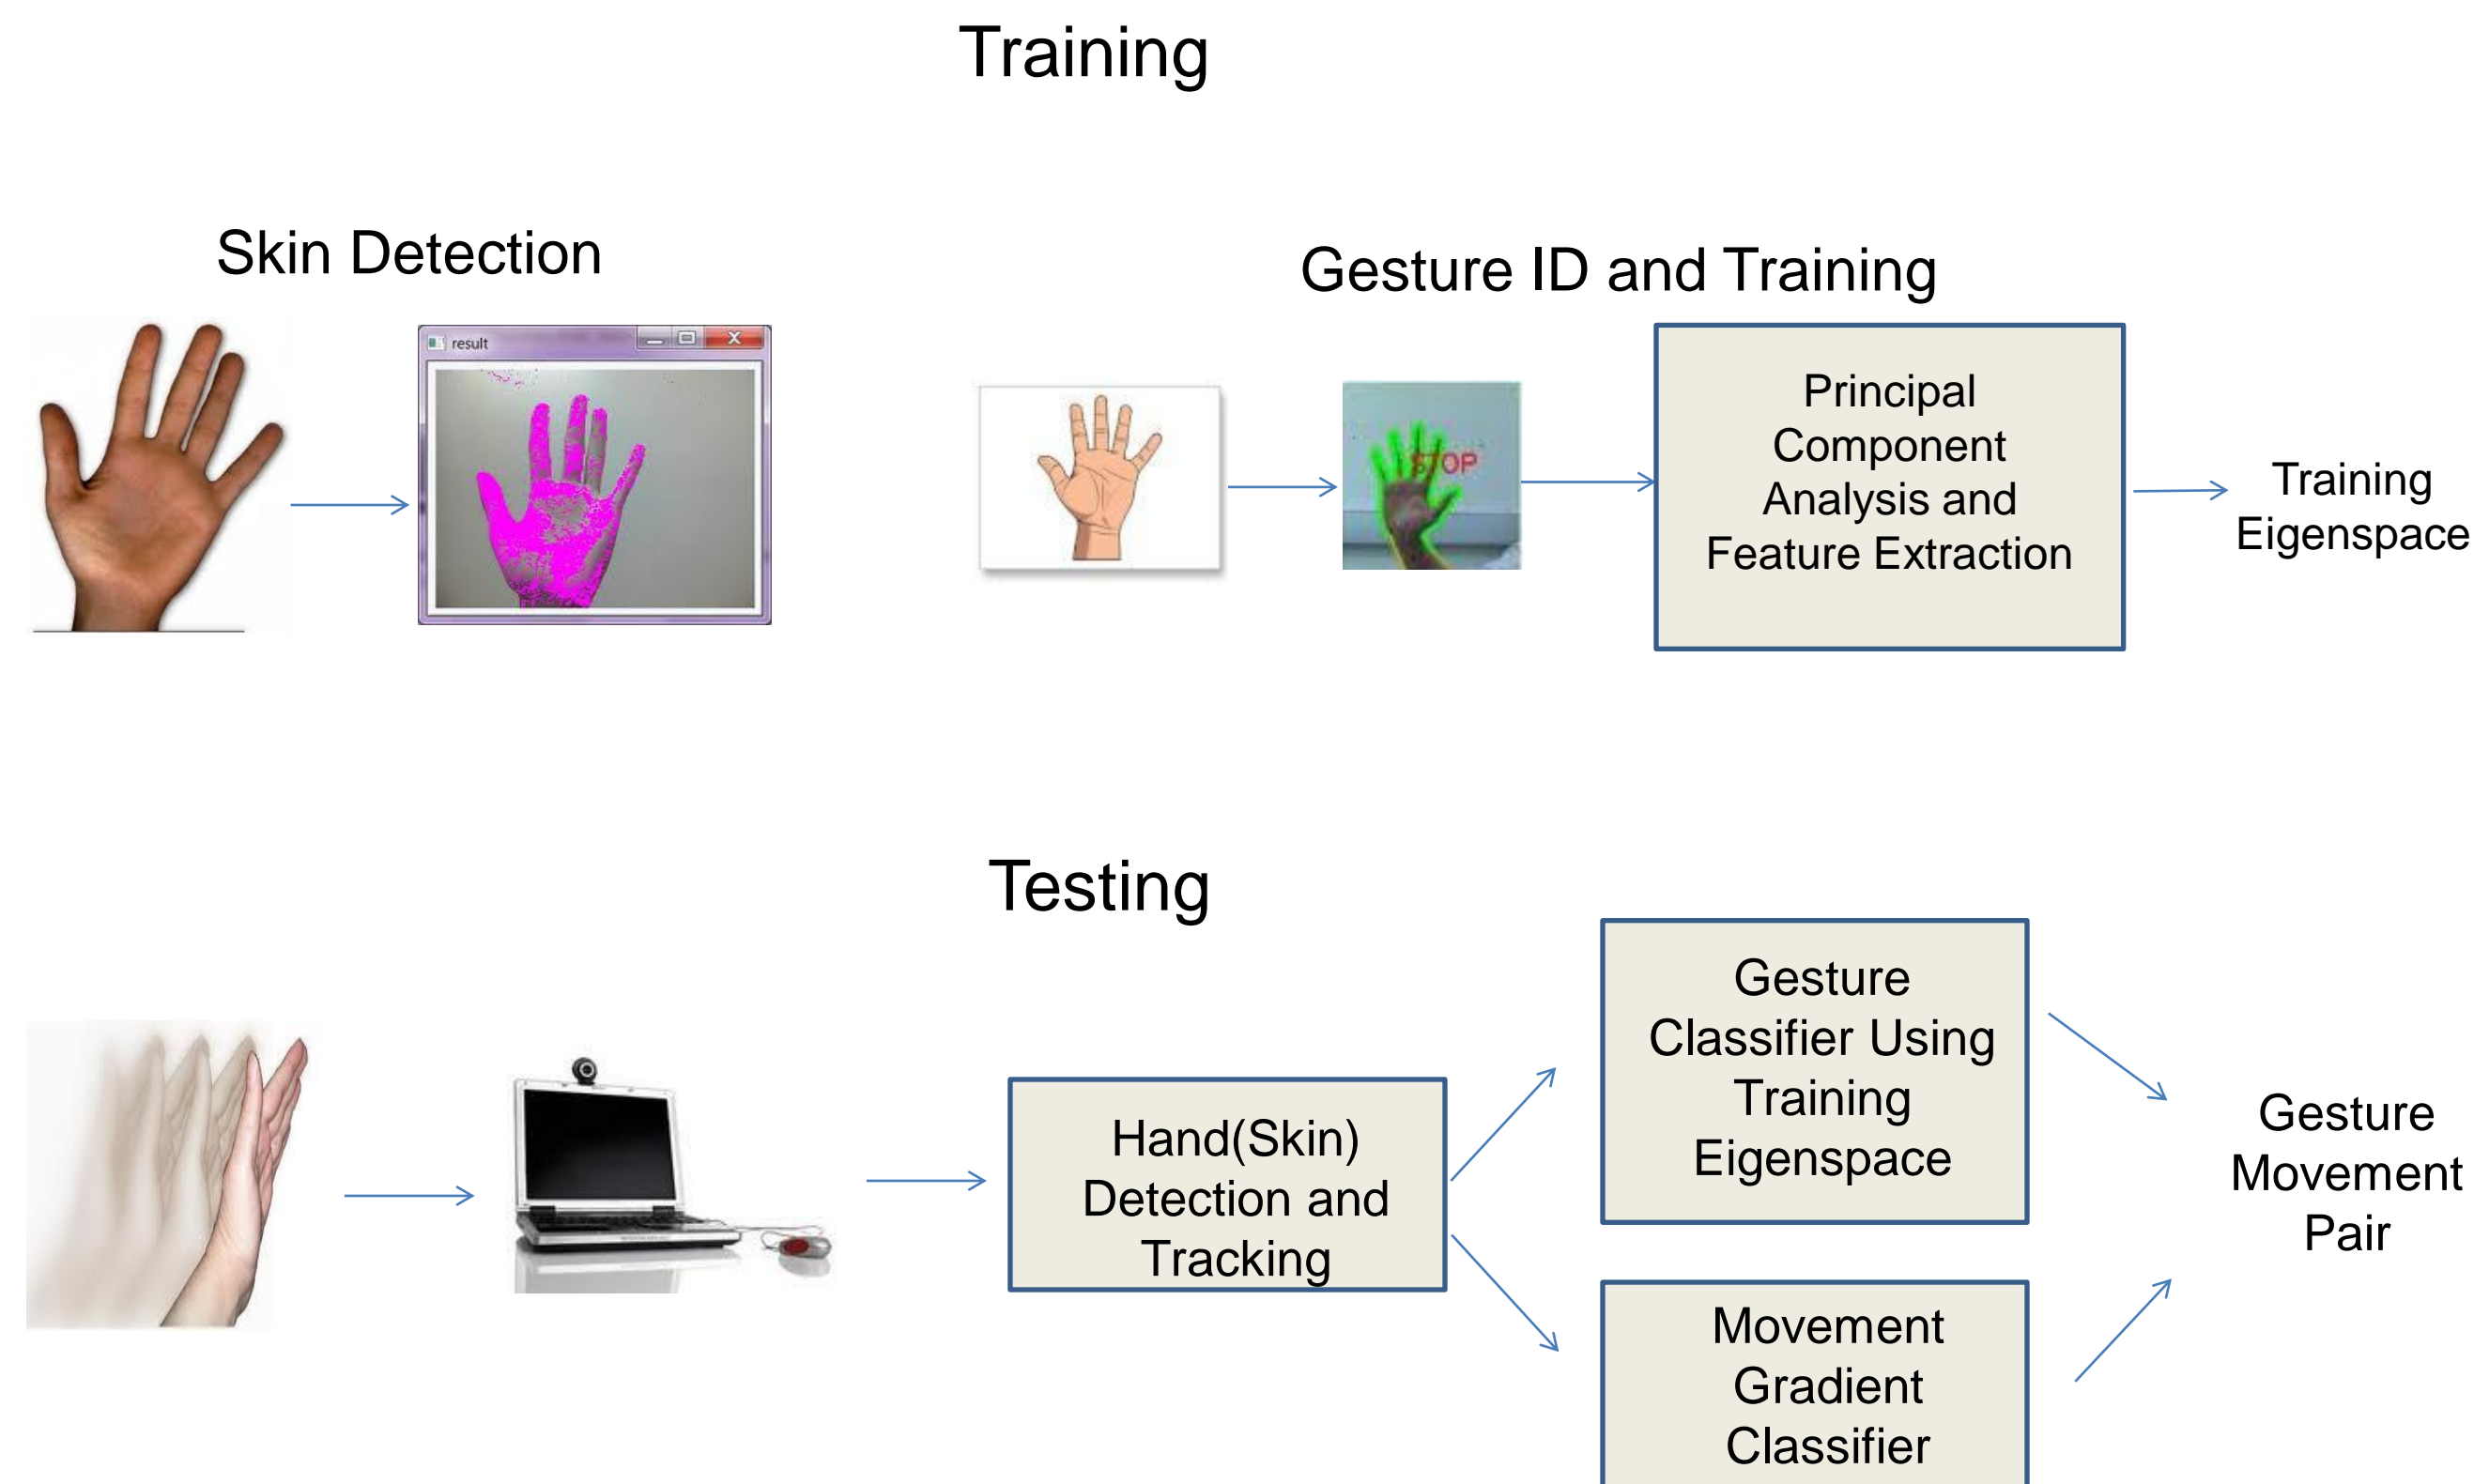 Training
Skin Detection
Gesture ID and Training
result
STOP
Principal
Component
Analysis and
Feature Extraction
Training
Eigenspace
Testing
Hand(Skin)
Detection and
Tracking
Gesture
Classifier Using
Training
Eigenspace
Movement
Gradient
Classifier
Gesture
Movement
Pair